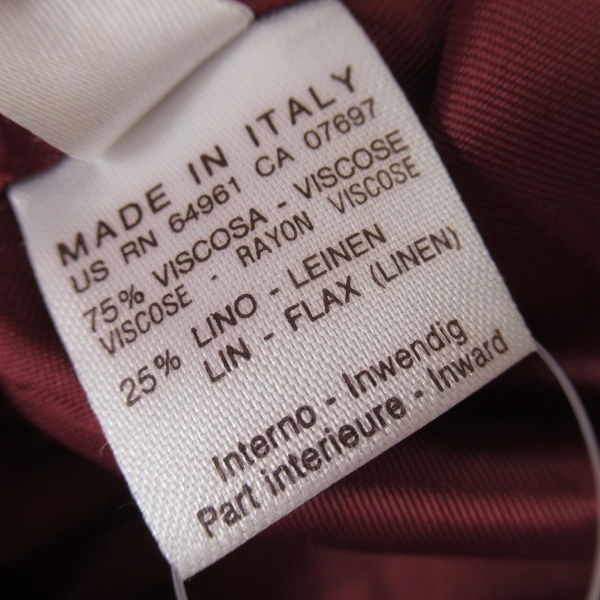 MADE IN ITALY
US RN 64961 CA 07697
75% VISCOSA - VISCOSE
VISCOSE - RAYON VISCOSE
25% LINO - LEINEN
LIN - FLAX (LINEN)
Interno - Inwendig
Part interieure - Inward